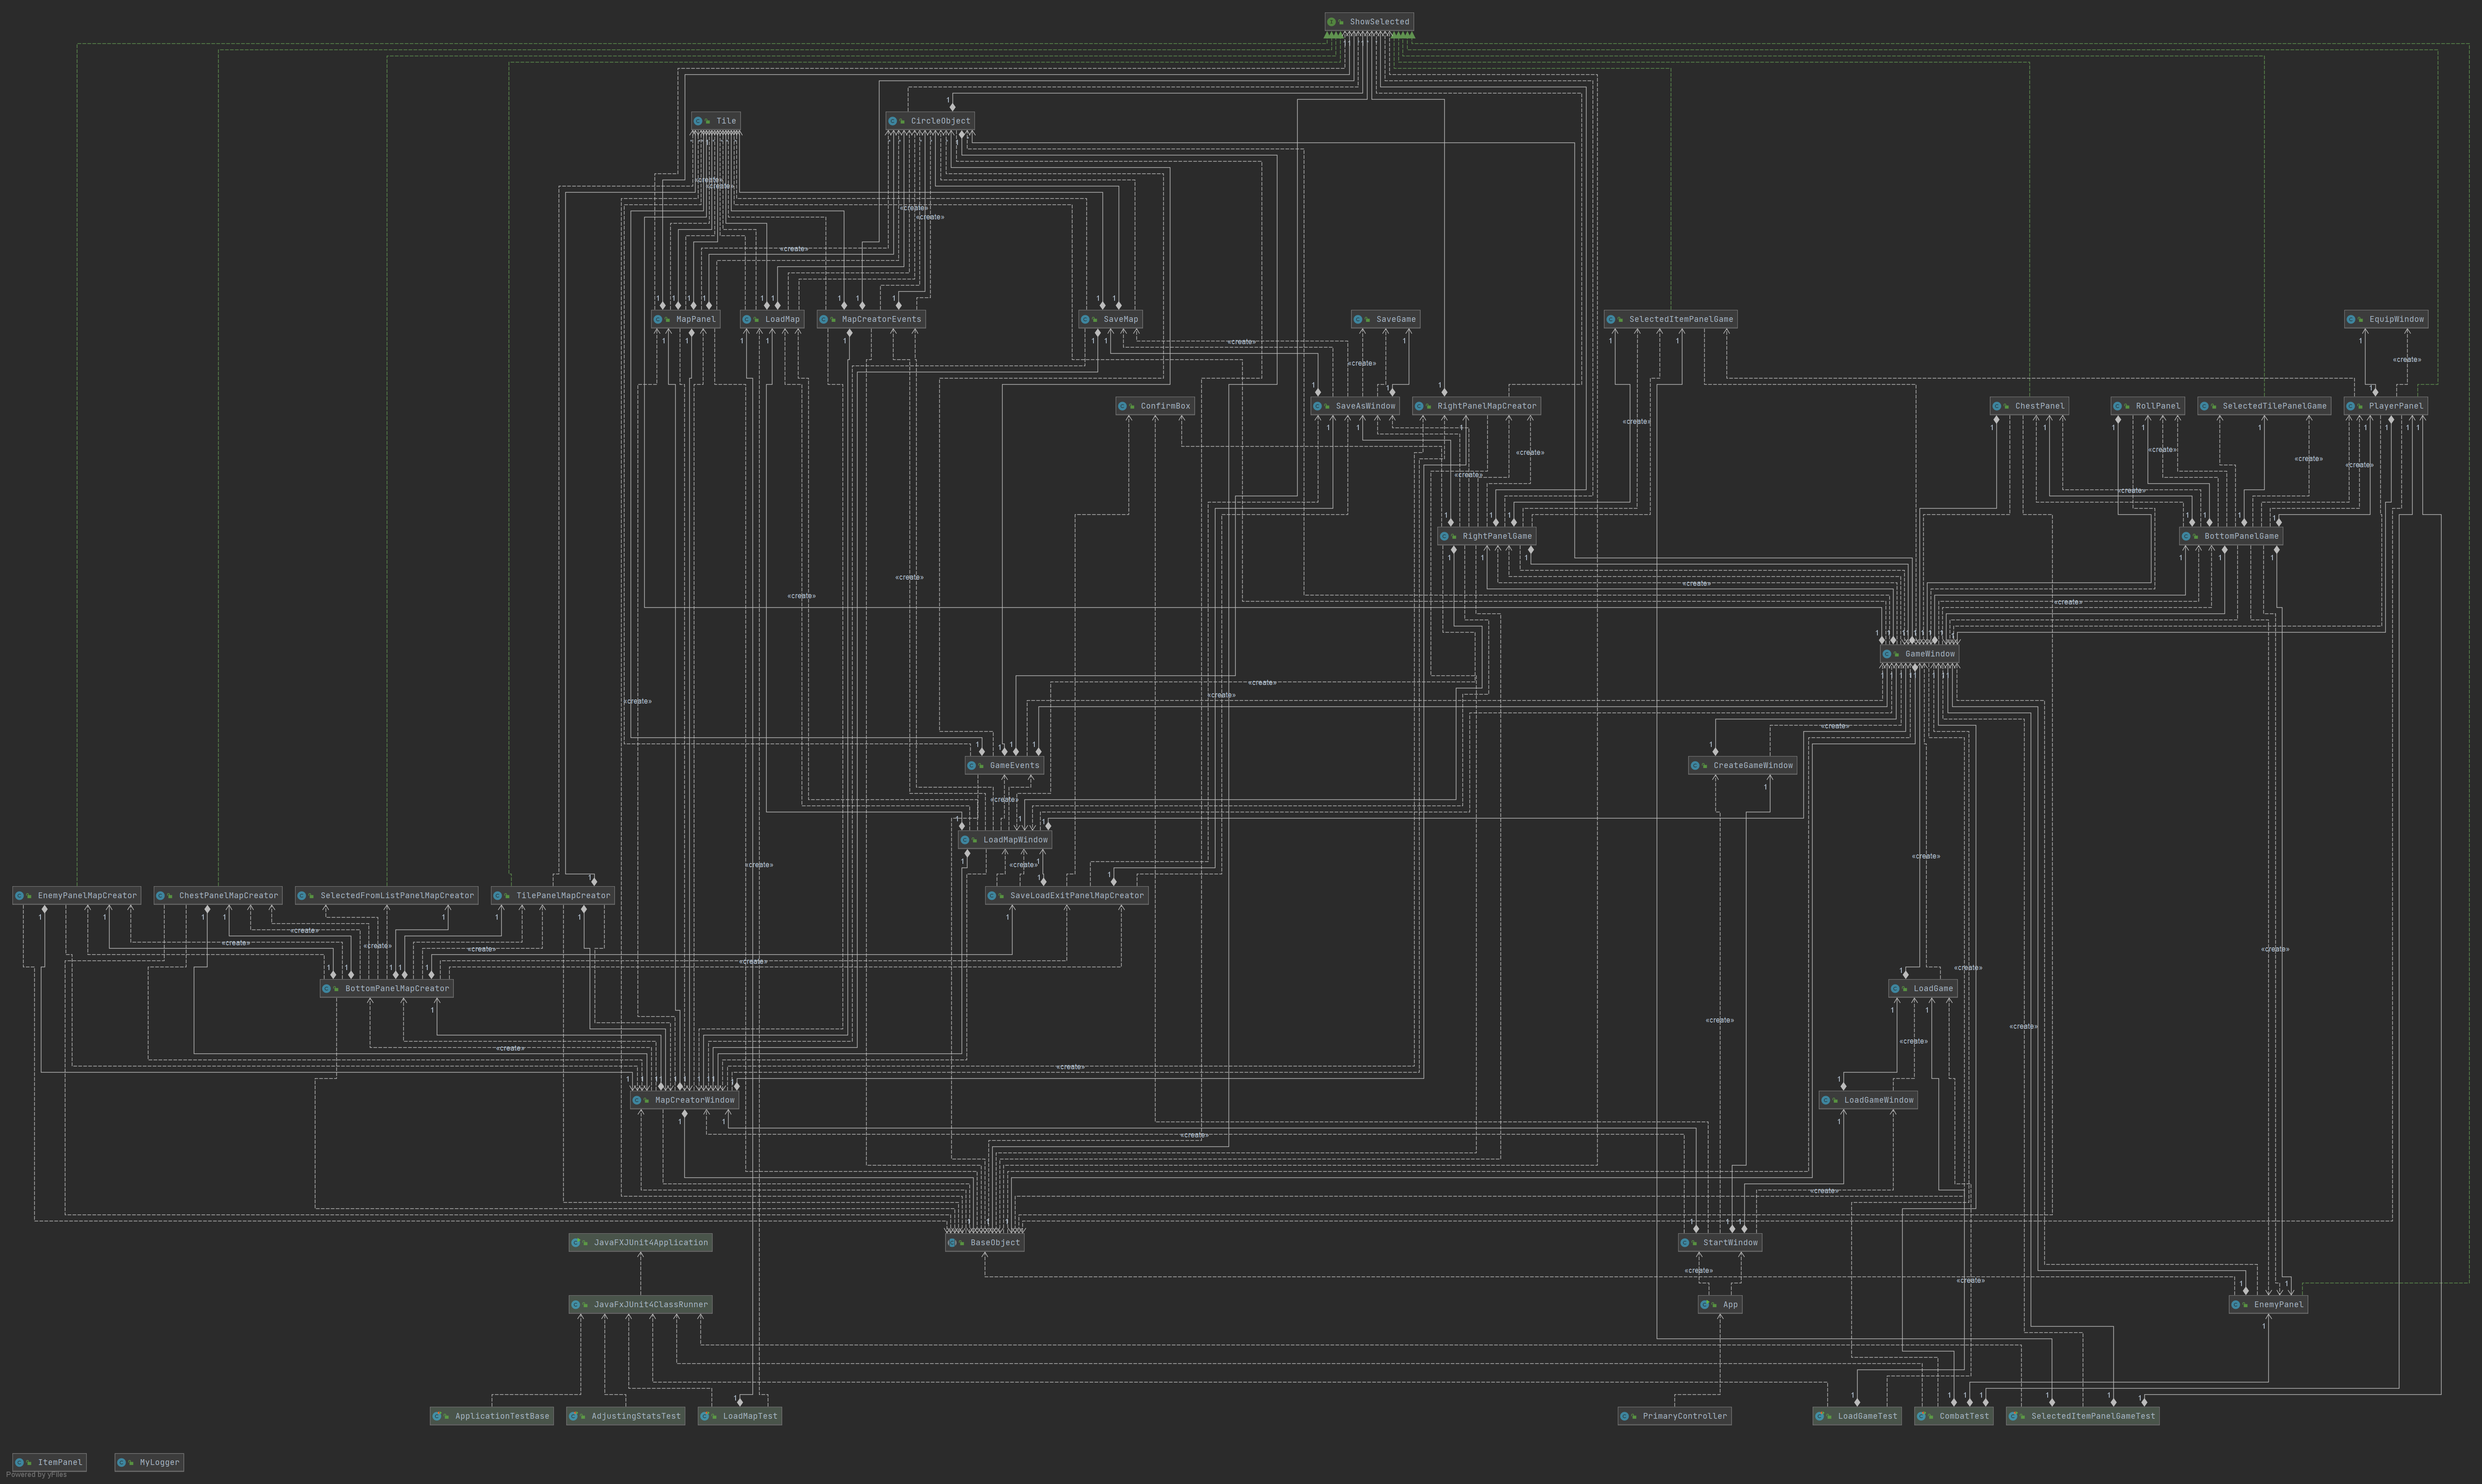 ShowSelected
Tile
CircleObject
«create»
«create»
«create»
«create»
«create»
MapPanel
LoadMap
MapCreatorEvents
SaveMap
SaveGame
SelectedItemPanelGame
EquipWindow
«create»
«create»
«create»
ConfirmBox
SaveAsWindow
RightPanelMapCreator
ChestPanel
RollPanel
SelectedTilePanelGame
PlayerPanel
«create»
«create»
«create»
«create»
«create»
«create»
«create»
RightPanelGame
BottomPanelGame
«create»
«create»
«create»
«create»
GameWindow
«create»
«create»
«create»
«create»
GameEvents
CreateGameWindow
«create»
LoadMapWindow
«create»
«create»
«create»
EnemyPanelMapCreator
ChestPanelMapCreator
SelectedFromListPanelMapCreator
TilePanelMapCreator
SaveLoadExitPanelMapCreator
«create»
«create»
«create»
«create»
«create»
«create»
«create»
BottomPanelMapCreator
LoadGame
«create»
«create»
«create»
«create»
«create»
MapCreatorWindow
LoadGameWindow
«create»
«create»
JavaFXJUnit4Application
BaseObject
StartWindow
«create»
«create»
JavaFxJUnit4ClassRunner
App
EnemyPanel
ApplicationTestBase
AdjustingStatsTest
LoadMapTest
PrimaryController
LoadGameTest
CombatTest
SelectedItemPanelGameTest
ItemPanel
MyLogger
Powered by yFiles